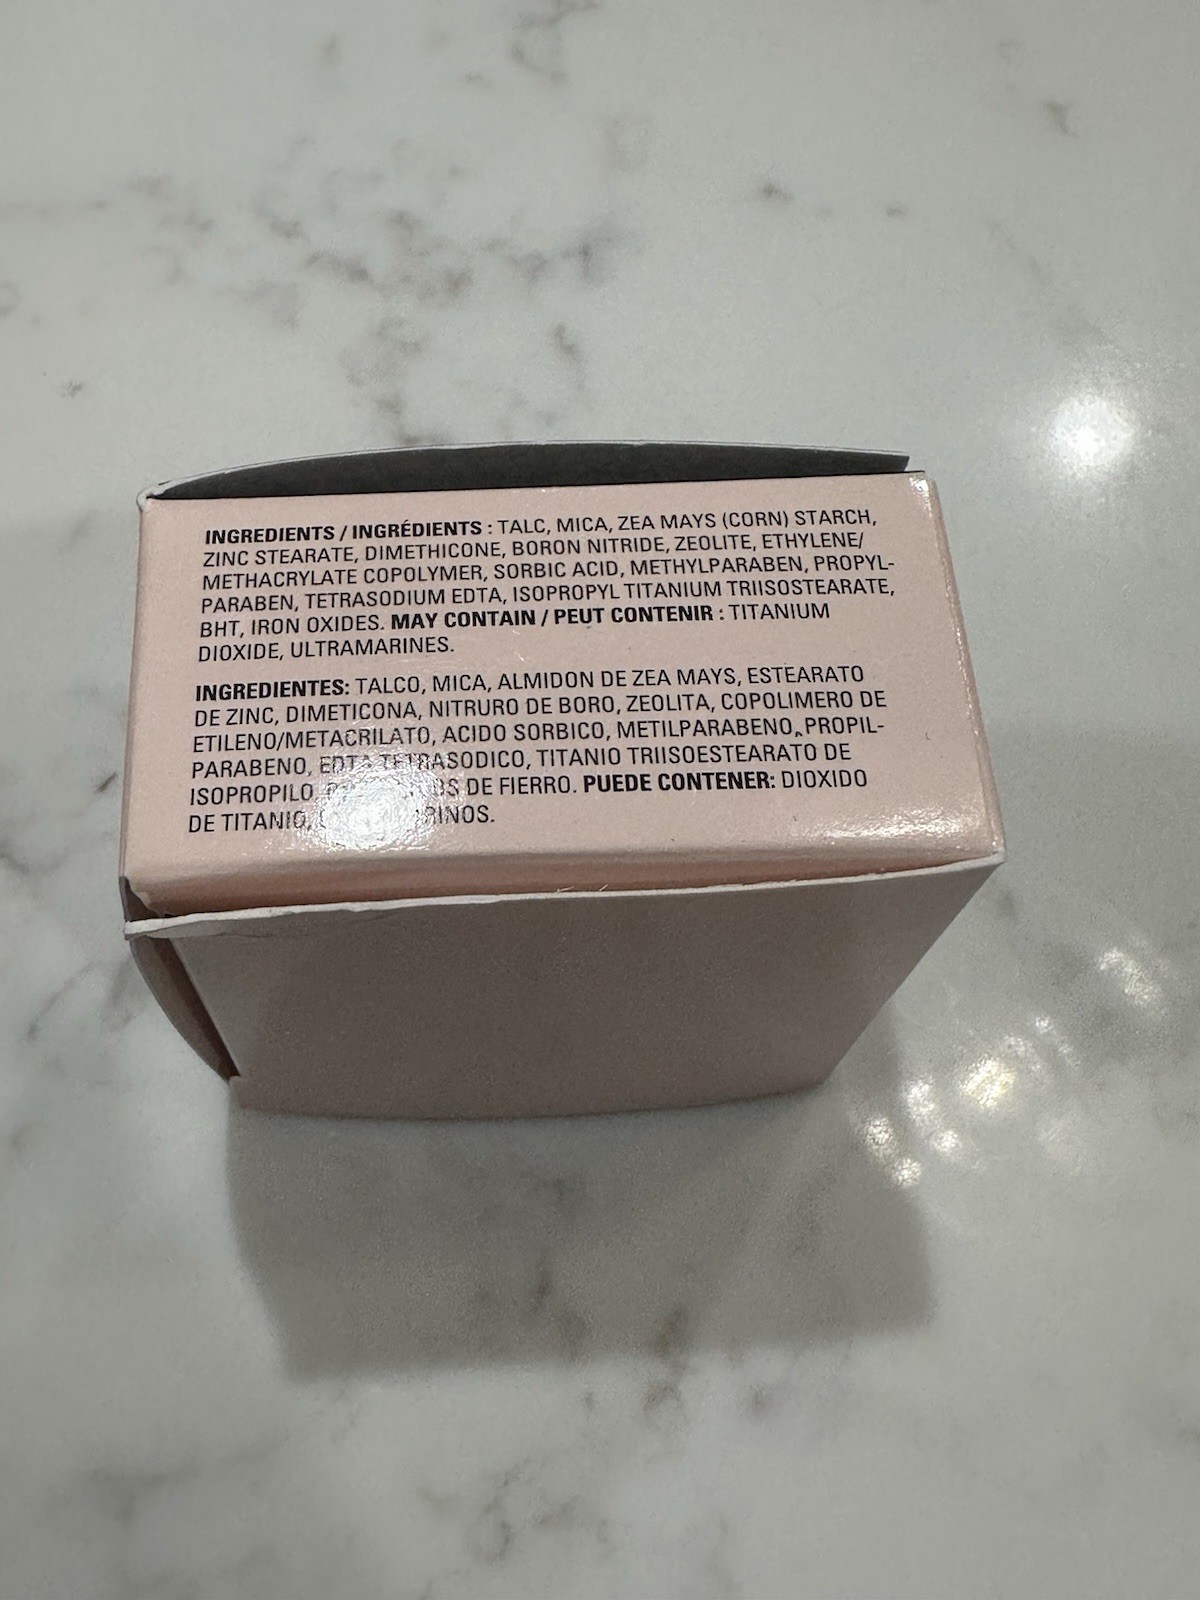 INGREDIENTS / INGRÉDIENTS : TALC, MICA, ZEA MAYS (CORN) STARCH,
ZINC STEARATE, DIMETHICONE, BORON NITRIDE, ZEOLITE, ETHYLENE/
METHACRYLATE COPOLYMER, SORBIC ACID, METHYLPARABEN, PROPYL-
PARABEN, TETRASODIUM EDTA, ISOPROPYL TITANIUM TRIISOSTEARATE,
BHT, IRON OXIDES. MAY CONTAIN / PEUT CONTENIR : TITANIUM
DIOXIDE, ULTRAMARINES.
INGREDIENTES: TALCO, MICA, ALMIDON DE ZEA MAYS, ESTEARATO
DE ZINC, DIMETICONA, NITRURO DE BORO, ZEOLITA, COPOLIMERO DE
ETILENO/METACRILATO, ACIDO SORBICO, METILPARABENO, PROPIL-
PARABENO, EDTA TETRASODICO, TITANIO TRIISOESTEARATO DE
ISOPROPILO DE FIERRO. PUEDE CONTENER: DIOXIDO
DE TITANIO,